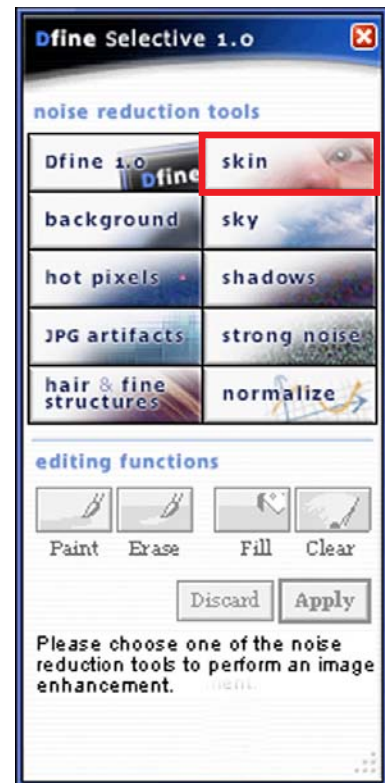 Dfine Selective 1.0
noise reduction tools
Dfine 1.0
Dfine
skin
background
sky
hot pixels
shadows
JPG artifacts
strong noise
hair & fine
structures
normalize
editing functions
Paint
Erase
Fill
Clear
Discard
Apply
Please choose one of the noise
reduction tools to perform an image
enhancement.